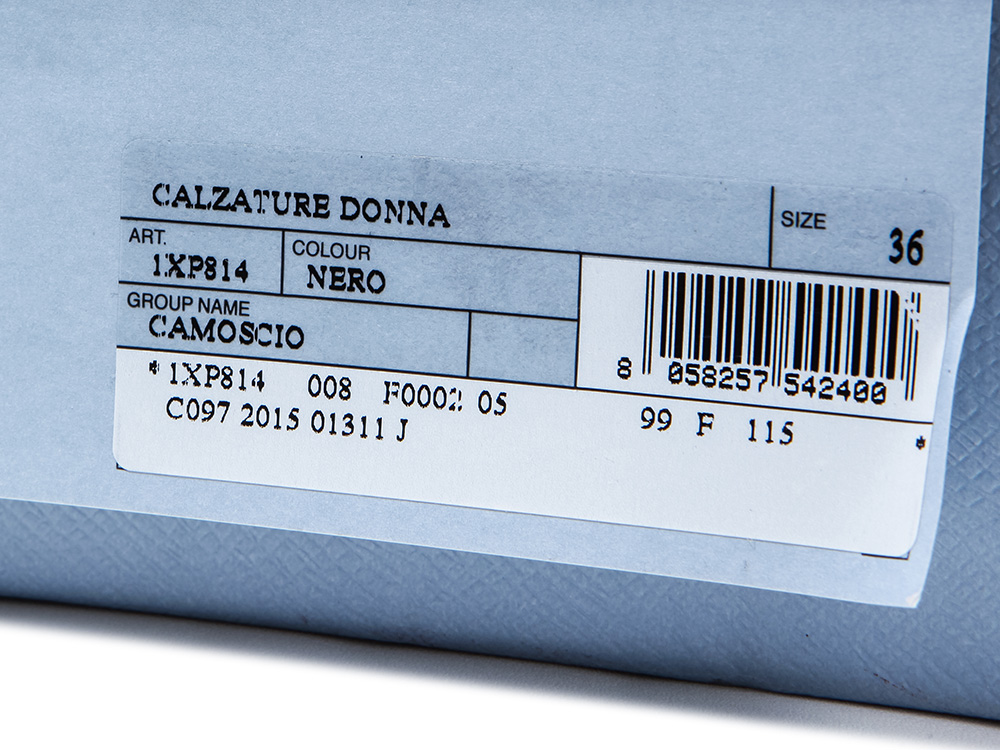 CALZATURE DONNA
SIZE 36
ART. COLOUR
1XP814 NERO
GROUP NAME
CAMOSCIO
8 058257 542400
* 1XP814 008 F0002 05 99 F 115 *
C097 2015 01311 J